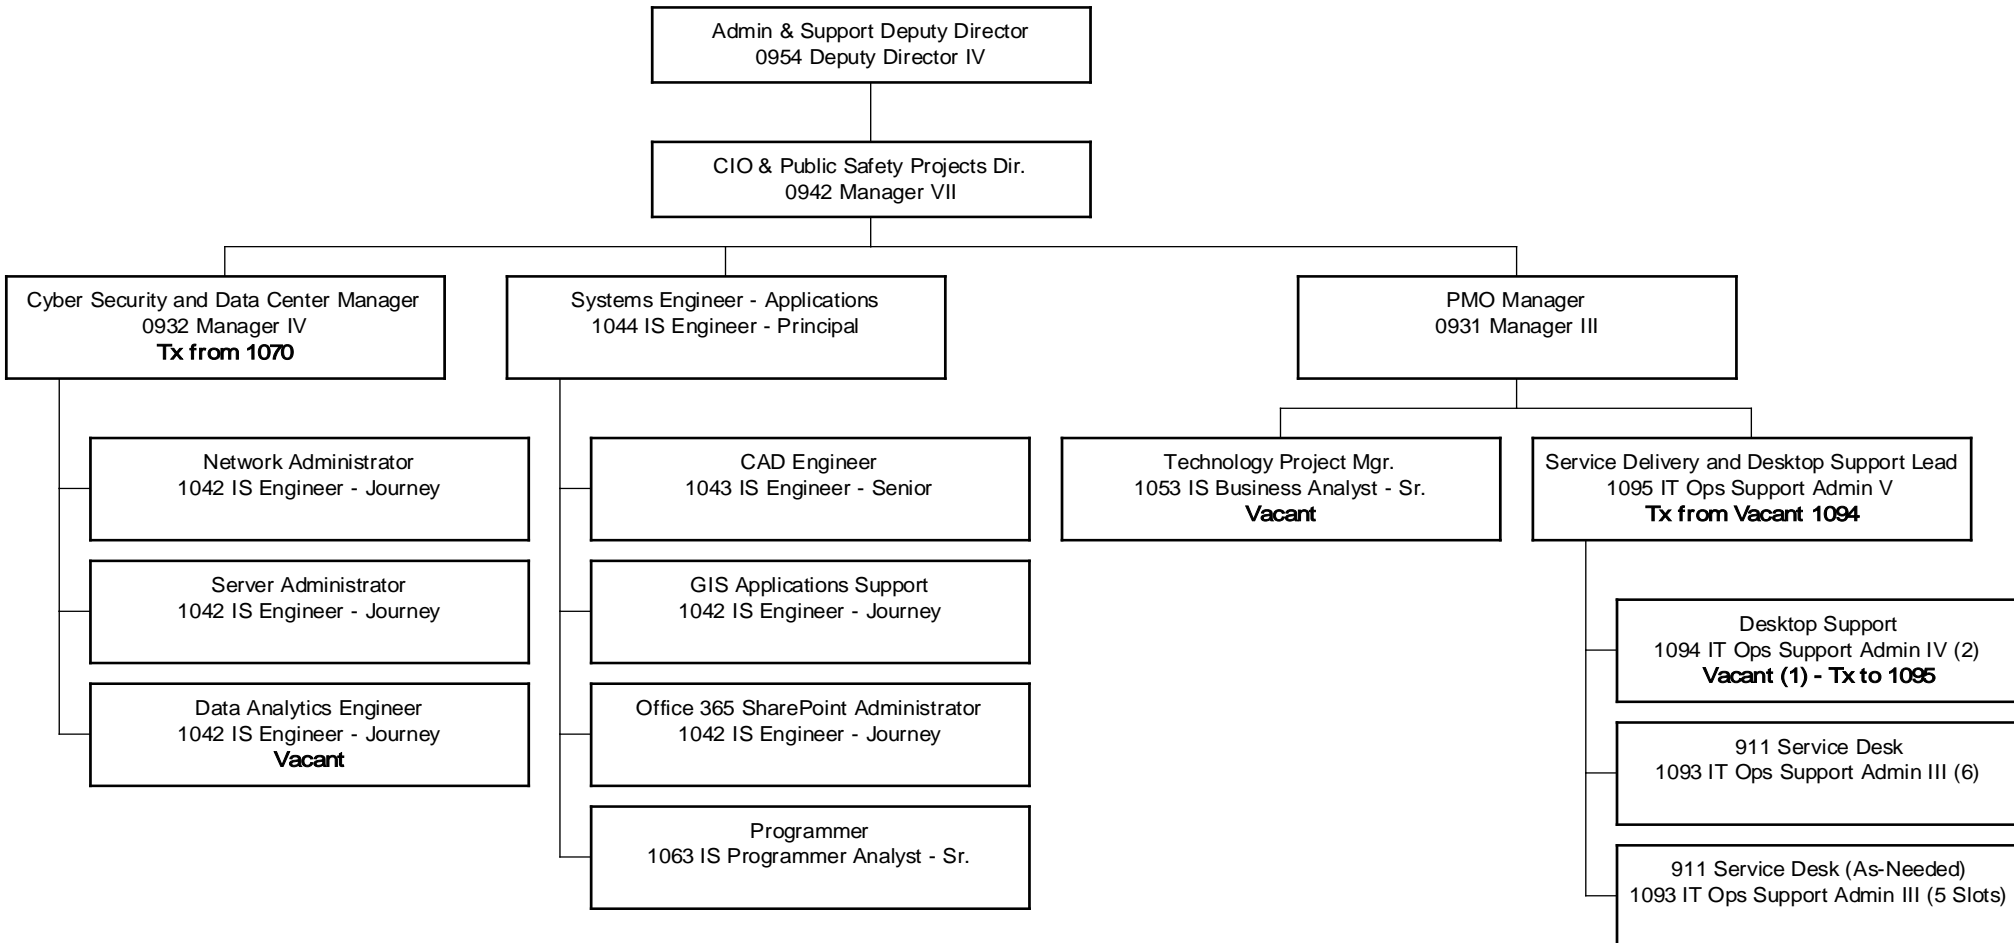 Admin & Support Deputy Director
0954 Deputy Director IV
CIO & Public Safety Projects Dir.
0942 Manager VII
Cyber Security and Data Center Manager
0932 Manager IV
Tx from 1070
Systems Engineer - Applications
1044 IS Engineer - Principal
PMO Manager
0931 Manager III
Network Administrator
1042 IS Engineer - Journey
Server Administrator
1042 IS Engineer - Journey
Data Analytics Engineer
1042 IS Engineer - Journey
Vacant
CAD Engineer
1043 IS Engineer - Senior
GIS Applications Support
1042 IS Engineer - Journey
Office 365 SharePoint Administrator
1042 IS Engineer - Journey
Programmer
1063 IS Programmer Analyst - Sr.
Technology Project Mgr.
1053 IS Business Analyst - Sr.
Vacant
Service Delivery and Desktop Support Lead
1095 IT Ops Support Admin V
Tx from Vacant 1094
Desktop Support
1094 IT Ops Support Admin IV (2)
Vacant (1) - Tx to 1095
911 Service Desk
1093 IT Ops Support Admin III (6)
911 Service Desk (As-Needed)
1093 IT Ops Support Admin III (5 Slots)